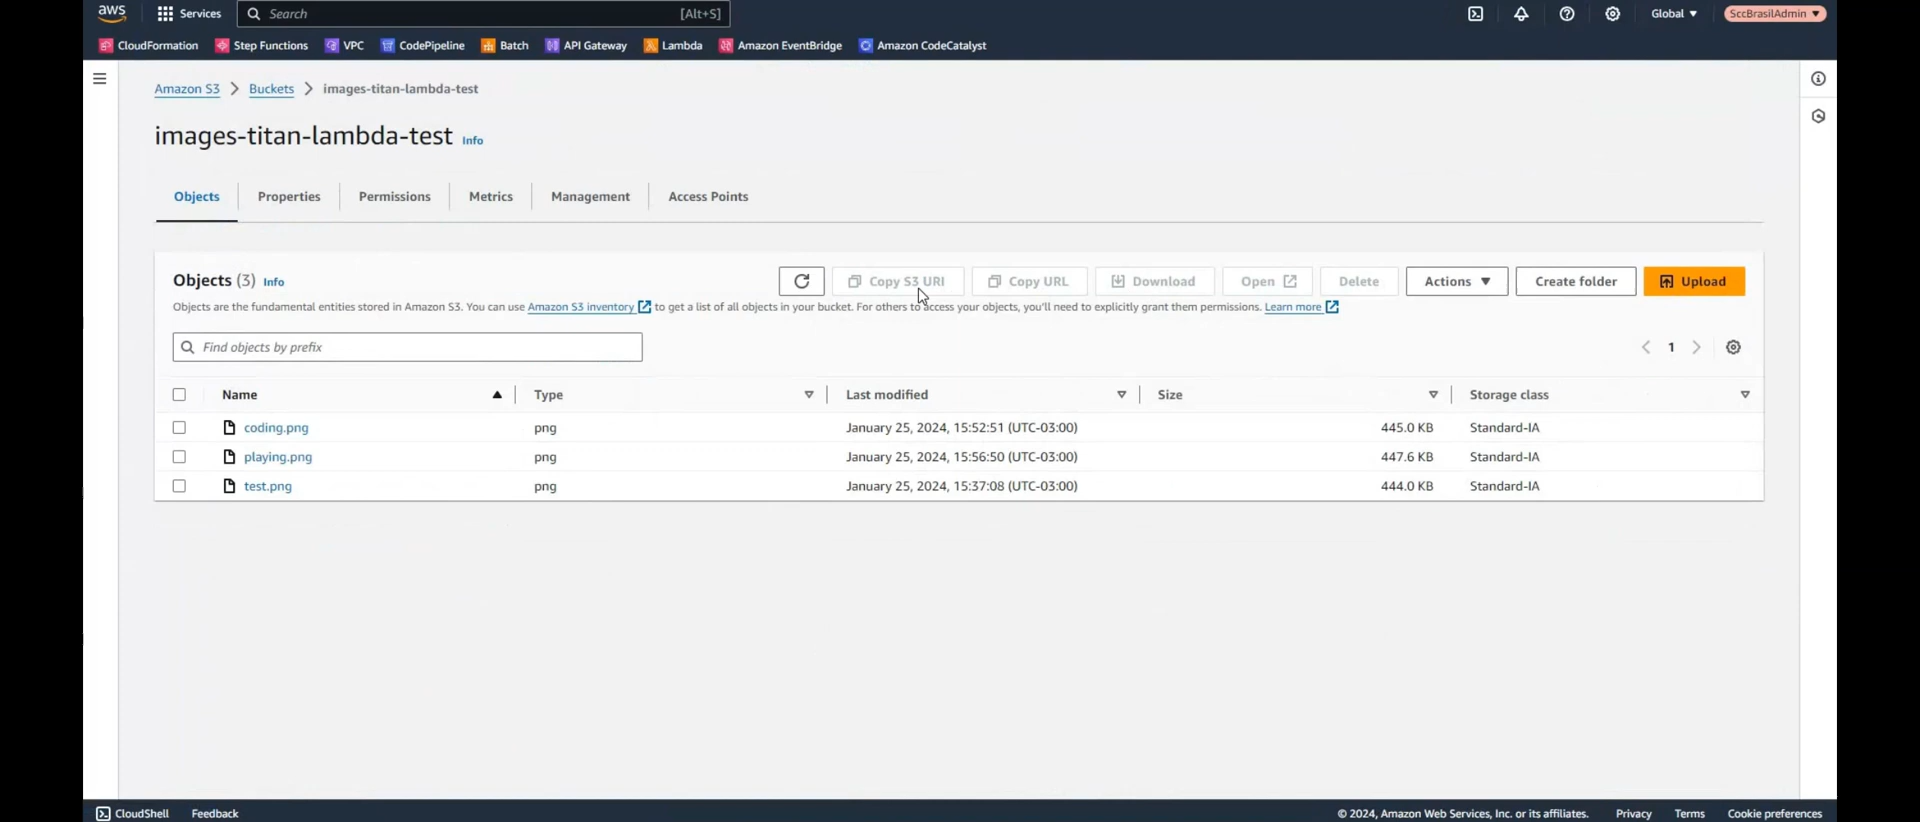 aws Services Search [Alt+S] Global SccBrasilAdmin
CloudFormation Step Functions VPC CodePipeline Batch API Gateway Lambda Amazon EventBridge Amazon CodeCatalyst
Amazon S3 Buckets images-titan-lambda-test
images-titan-lambda-test Info
Objects Properties Permissions Metrics Management Access Points
Objects (3) Info Copy S3 URI Copy URL Download Open Delete Actions Create folder Upload
Objects are the fundamental entities stored in Amazon S3. You can use Amazon S3 inventory to get a list of all objects in your bucket. For others to access your objects, you'll need to explicitly grant them permissions. Learn more
Find objects by prefix 1
Name Type Last modified Size Storage class
coding.png png January 25, 2024, 15:52:51 (UTC-03:00) 445.0 KB Standard-IA
playing.png png January 25, 2024, 15:56:50 (UTC-03:00) 447.6 KB Standard-IA
test.png png January 25, 2024, 15:37:08 (UTC-03:00) 444.0 KB Standard-IA
CloudShell Feedback © 2024, Amazon Web Services, Inc. or its affiliates. Privacy Terms Cookie preferences